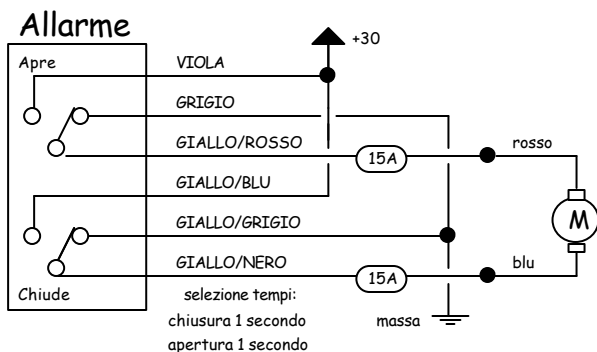 Allarme
+30
Apre
VIOLA
GRIGIO
GIALLO/ROSSO
15A
rosso
GIALLO/BLU
GIALLO/GRIGIO
M
GIALLO/NERO
15A
blu
Chiude
selezione tempi:
chiusura 1 secondo
apertura 1 secondo
massa